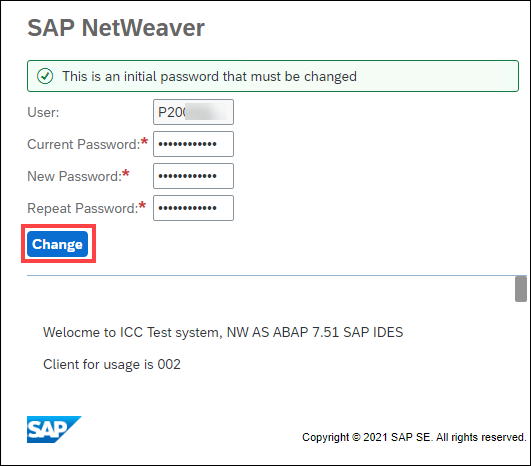 SAP NetWeaver
This is an initial password that must be changed
User: P200
Current Password:* ••••••••••••
New Password:* ••••••••••••
Repeat Password:* ••••••••••••
Change
Welocme to ICC Test system, NW AS ABAP 7.51 SAP IDES
Client for usage is 002
SAP
Copyright © 2021 SAP SE. All rights reserved.